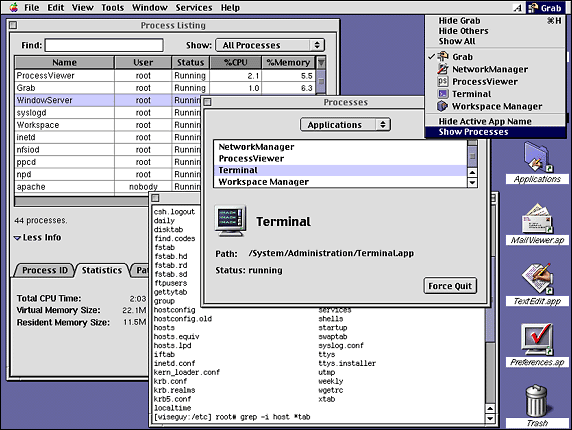 File Edit View Tools Window Services Help
A Grab
Hide Grab ⌘H
Hide Others
Show All
✓ Grab
NetworkManager
ps ProcessViewer
Terminal
Workspace Manager
Hide Active App Name
Show Processes
Process Listing
Find: Show: All Processes
Name User Status %CPU %Memory
ProcessViewer root Running 2.1 5.5
Grab root Running 1.0 6.3
WindowServer root Running
syslogd root Running
Workspace root Running
inetd root Running
nfsiod root Running
ppcd root Running
npd root Running
apache nobody Running
44 processes.
Less Info
Process ID Statistics Pa
Total CPU Time: 2:03
Virtual Memory Size: 22.1M
Resident Memory Size: 11.5M
Processes
Applications
NetworkManager
ProcessViewer
Terminal
Workspace Manager
Terminal
Path: /System/Administration/Terminal.app
Status: running
Force Quit
csh.logout
daily
disktab
find.codes
fstab
fstab.hd
fstab.rd
fstab.sd
ftpusers
gettytab
group
hostconfig services
hostconfig.old shells
hosts startup
hosts.equiv swaptab
hosts.lpd syslog.conf
iftab ttys
inetd.conf ttys.installer
kern_loader.conf utmp
krb.conf weekly
krb.realms wgetrc
krb5.conf xtab
localtime
[wiseguy:/etc] root# grep -i host *tab
Applications
MailViewer.ap
TextEdit.app
Preferences.ap
Trash